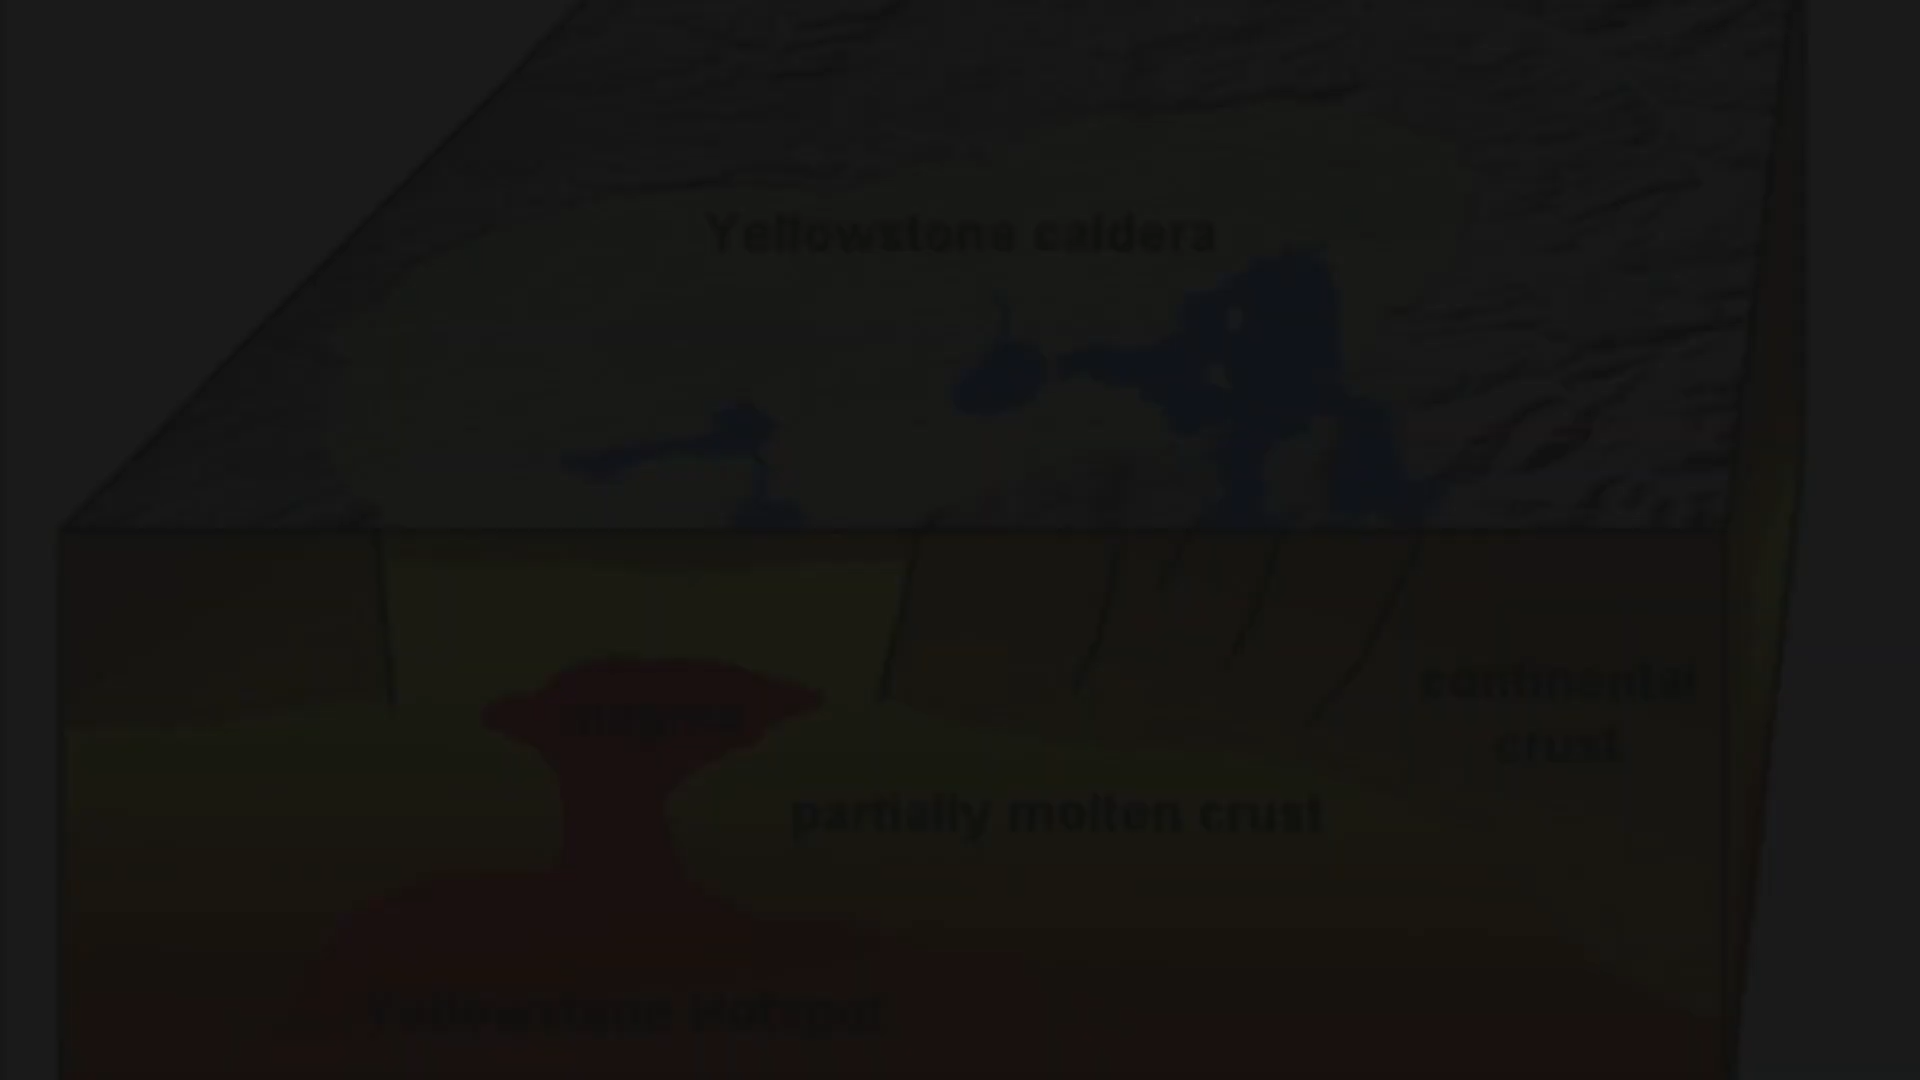 Yellowstone caldera
continental
crust
magma
partially molten crust
Yellowstone Hotspot